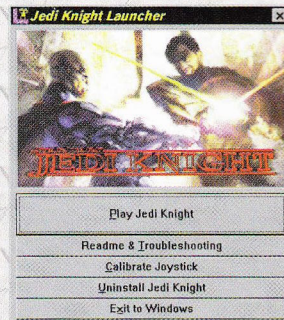 Jedi Knight Launcher
JEDI KNIGHT
Play Jedi Knight
Readme & Troubleshooting
Calibrate Joystick
Uninstall Jedi Knight
Exit to Windows